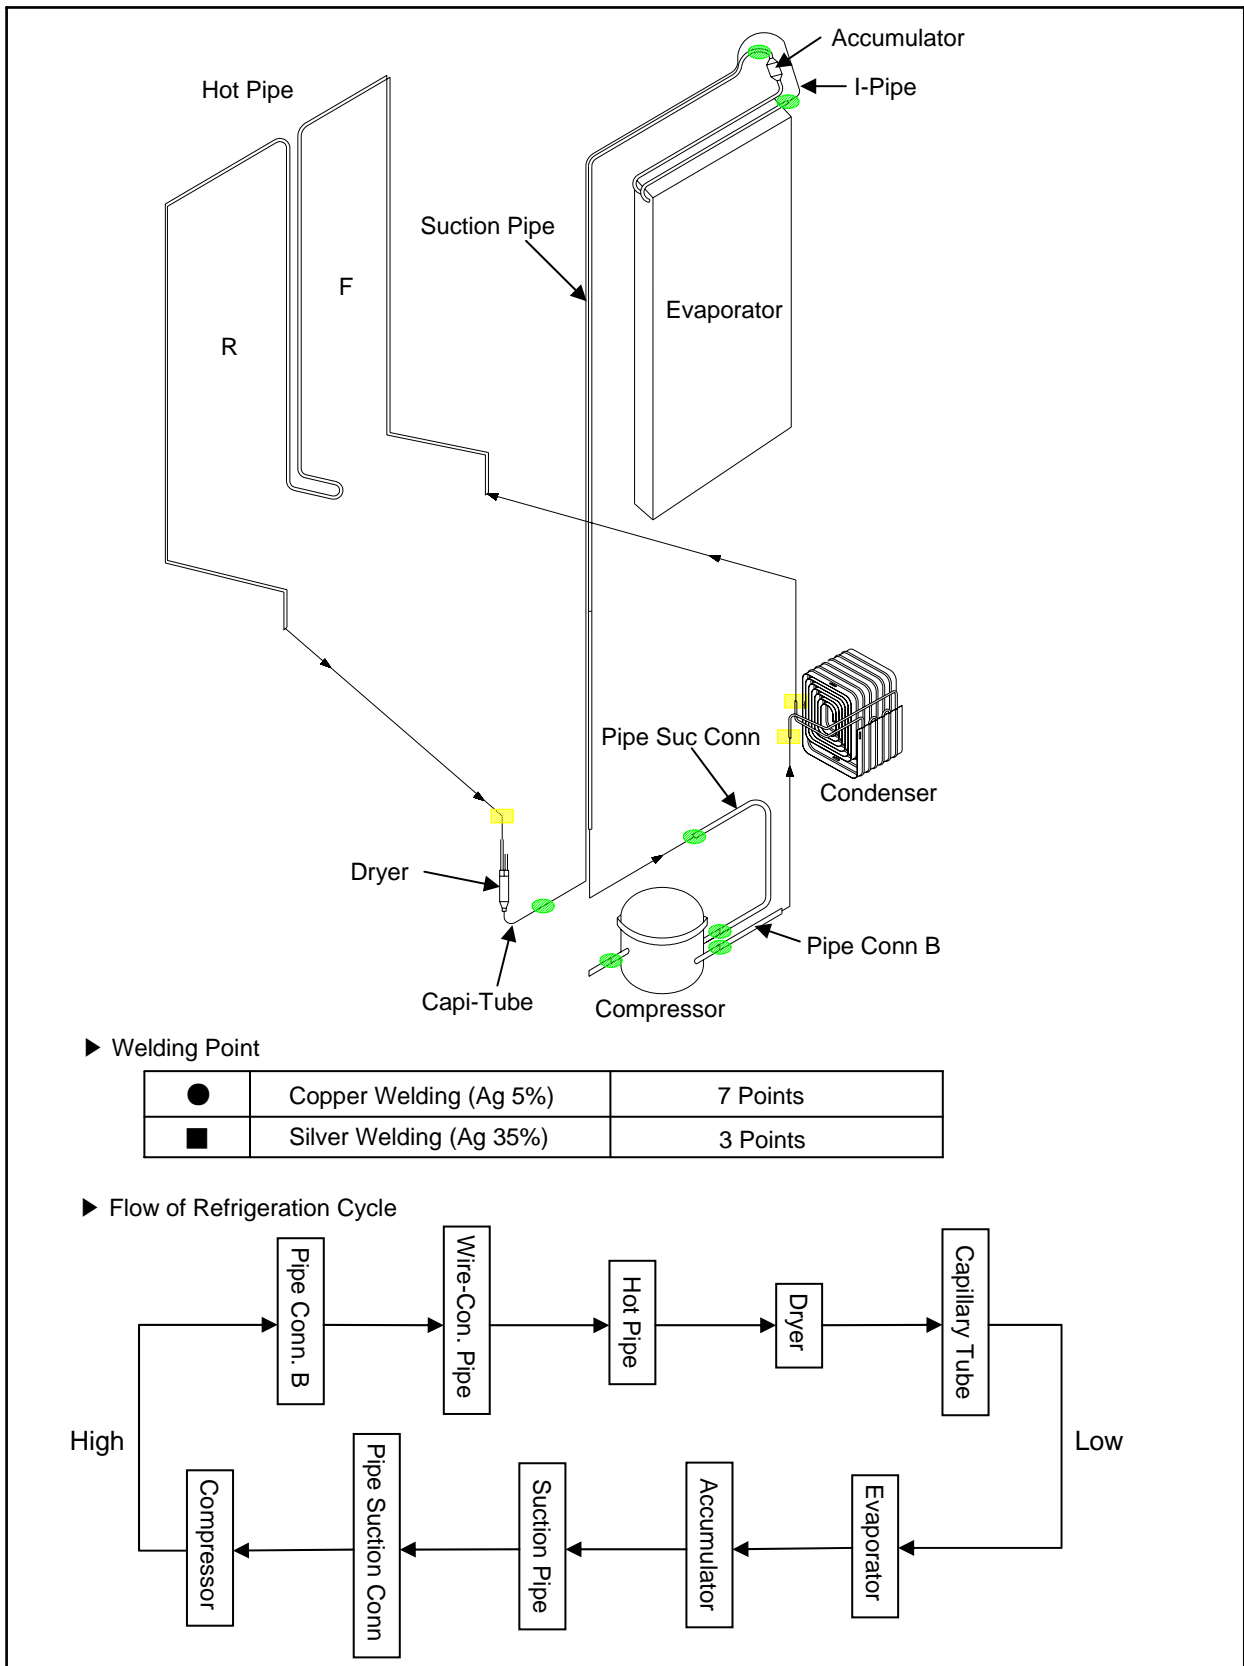 Accumulator
I-Pipe
Hot Pipe
Suction Pipe
F
R
Evaporator
Pipe Suc Conn
Condenser
Dryer
Pipe Conn B
Capi-Tube
Compressor
▶ Welding Point
● Copper Welding (Ag 5%) 7 Points
■ Silver Welding (Ag 35%) 3 Points
▶ Flow of Refrigeration Cycle
Pipe Conn. B
Wire-Con. Pipe
Hot Pipe
Dryer
Capillary Tube
High
Low
Compressor
Pipe Suction Conn
Suction Pipe
Accumulator
Evaporator